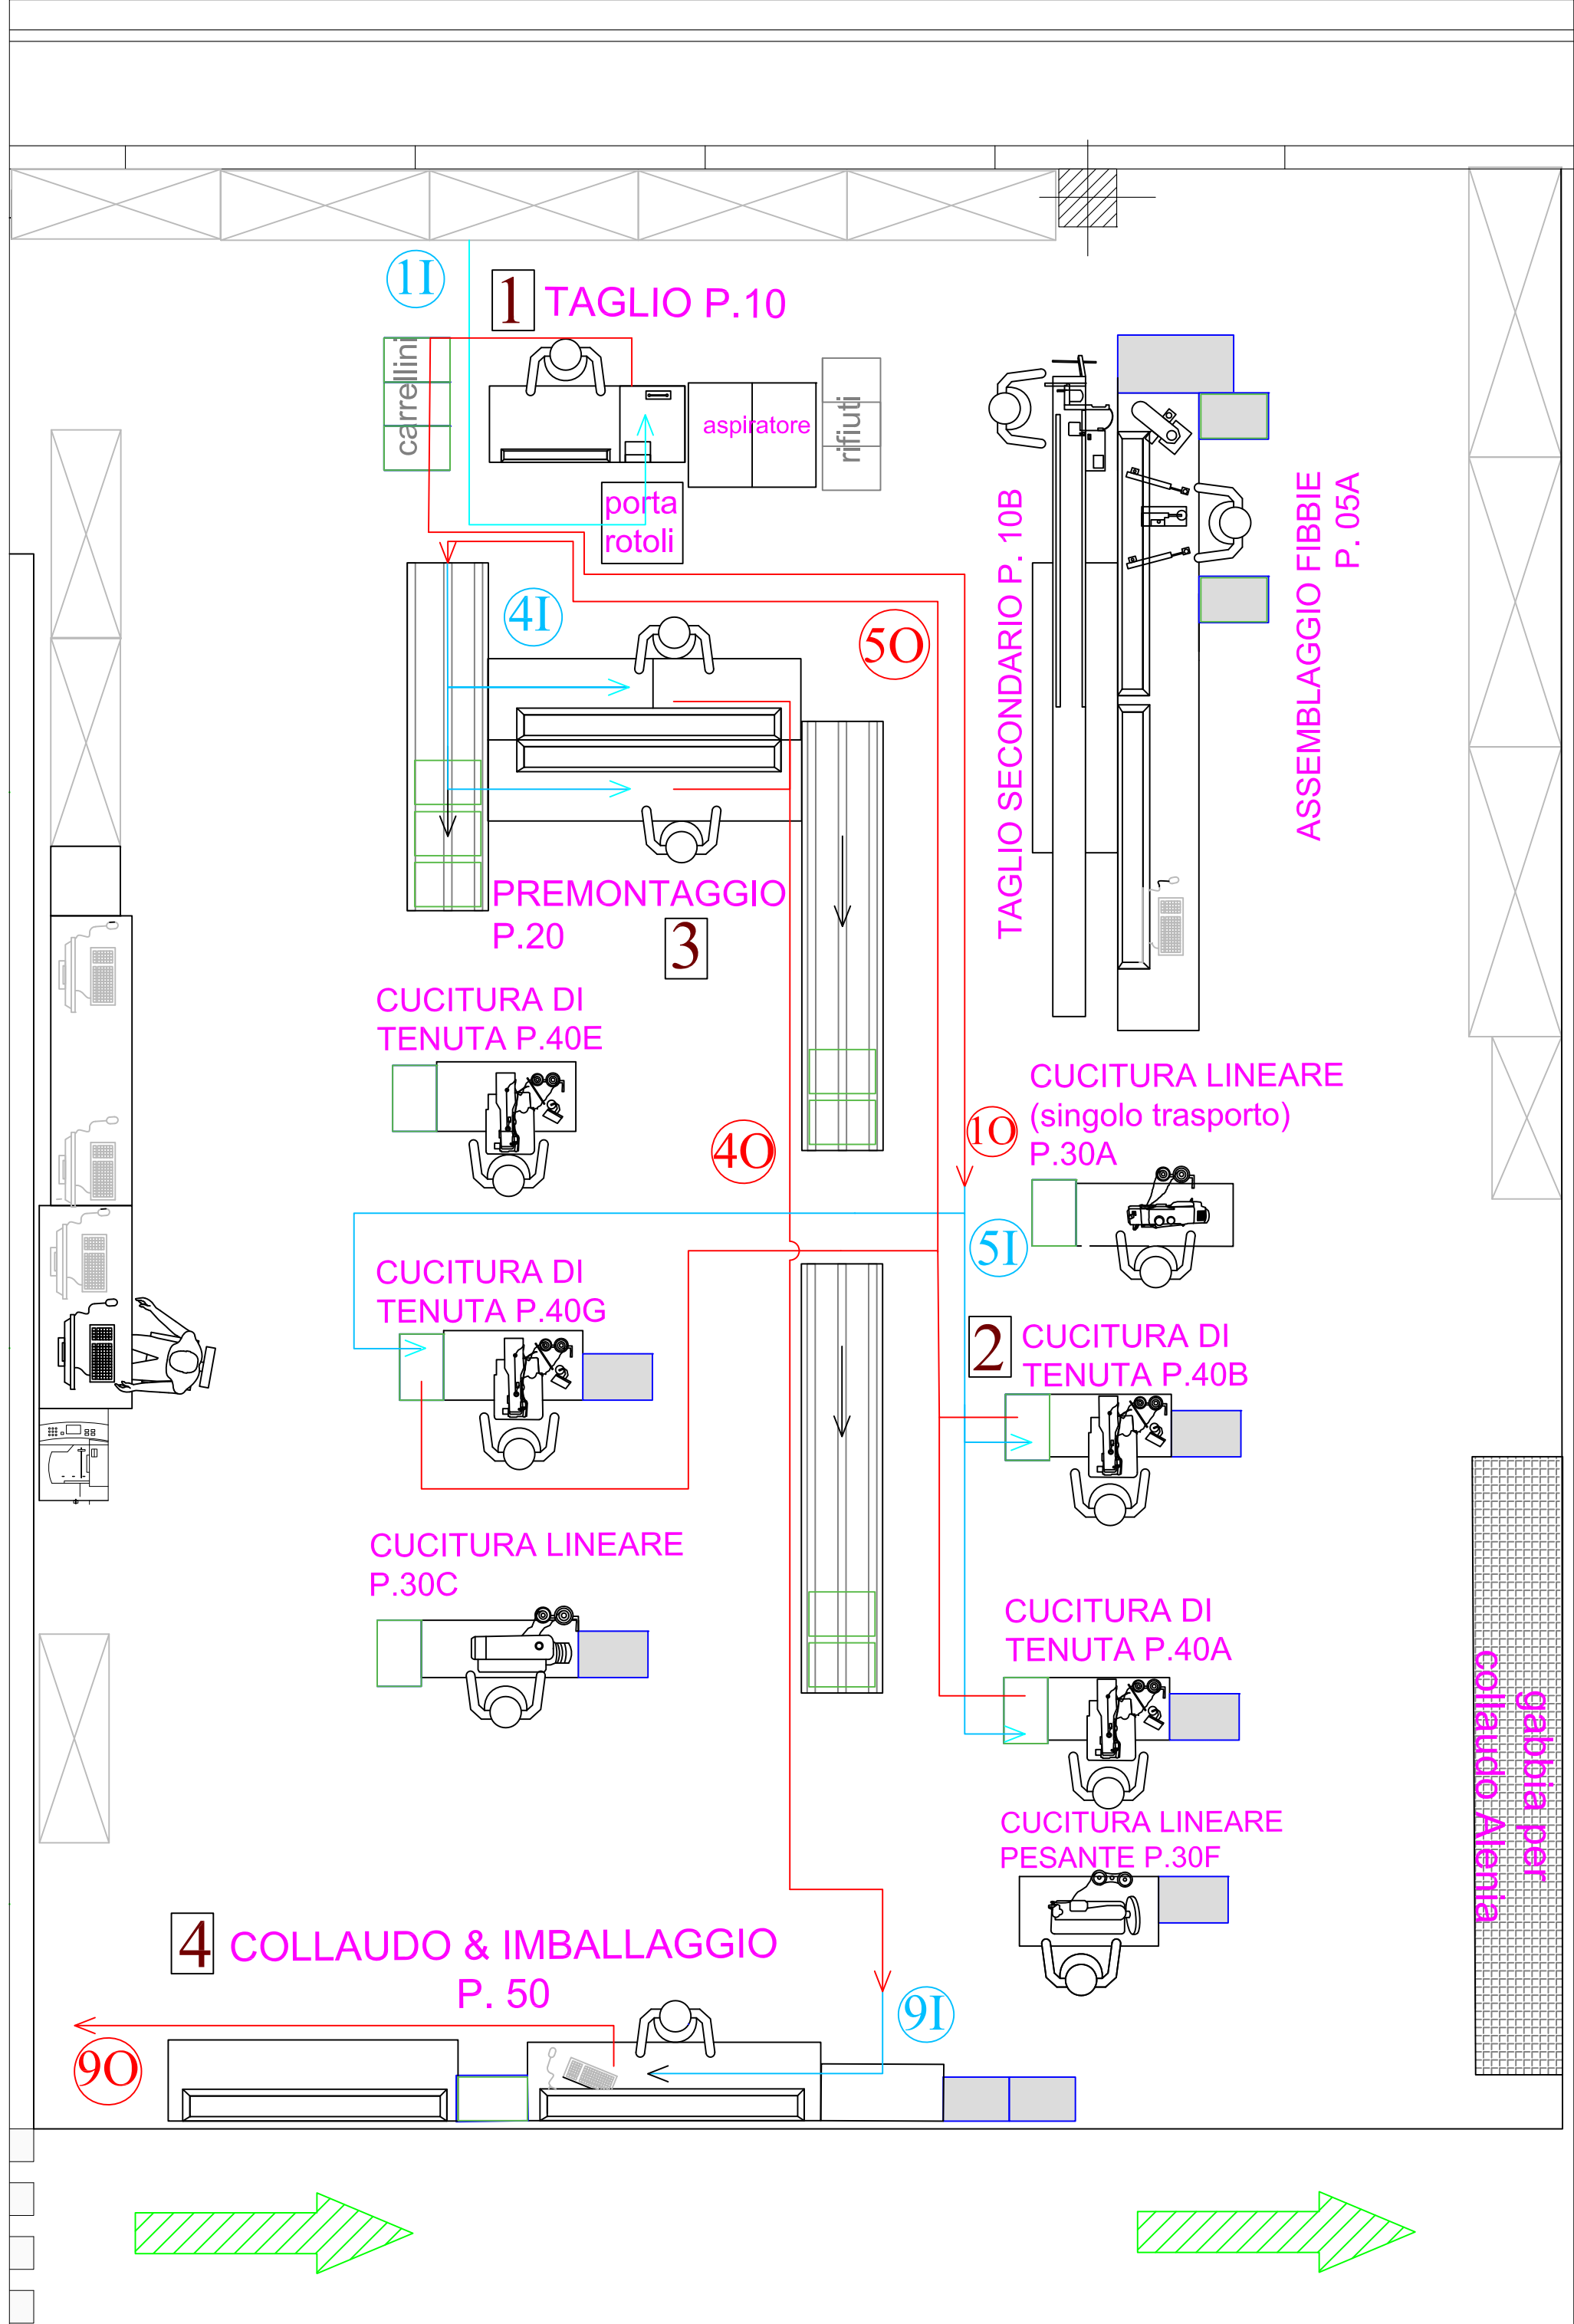 1I
1
TAGLIO P.10
carrellini
aspiratore
rifiuti
porta
rotoli
4I
5O
TAGLIO SECONDARIO P. 10B
ASSEMBLAGGIO FIBBIE
P. 05A
PREMONTAGGIO
P.20
3
CUCITURA DI
TENUTA P.40E
4O
1O
CUCITURA LINEARE
(singolo trasporto)
P.30A
5I
CUCITURA DI
TENUTA P.40G
2
CUCITURA DI
TENUTA P.40B
CUCITURA LINEARE
P.30C
CUCITURA DI
TENUTA P.40A
gabbia per
collaudo Alenia
CUCITURA LINEARE
PESANTE P.30F
4
COLLAUDO & IMBALLAGGIO
P. 50
9I
9O